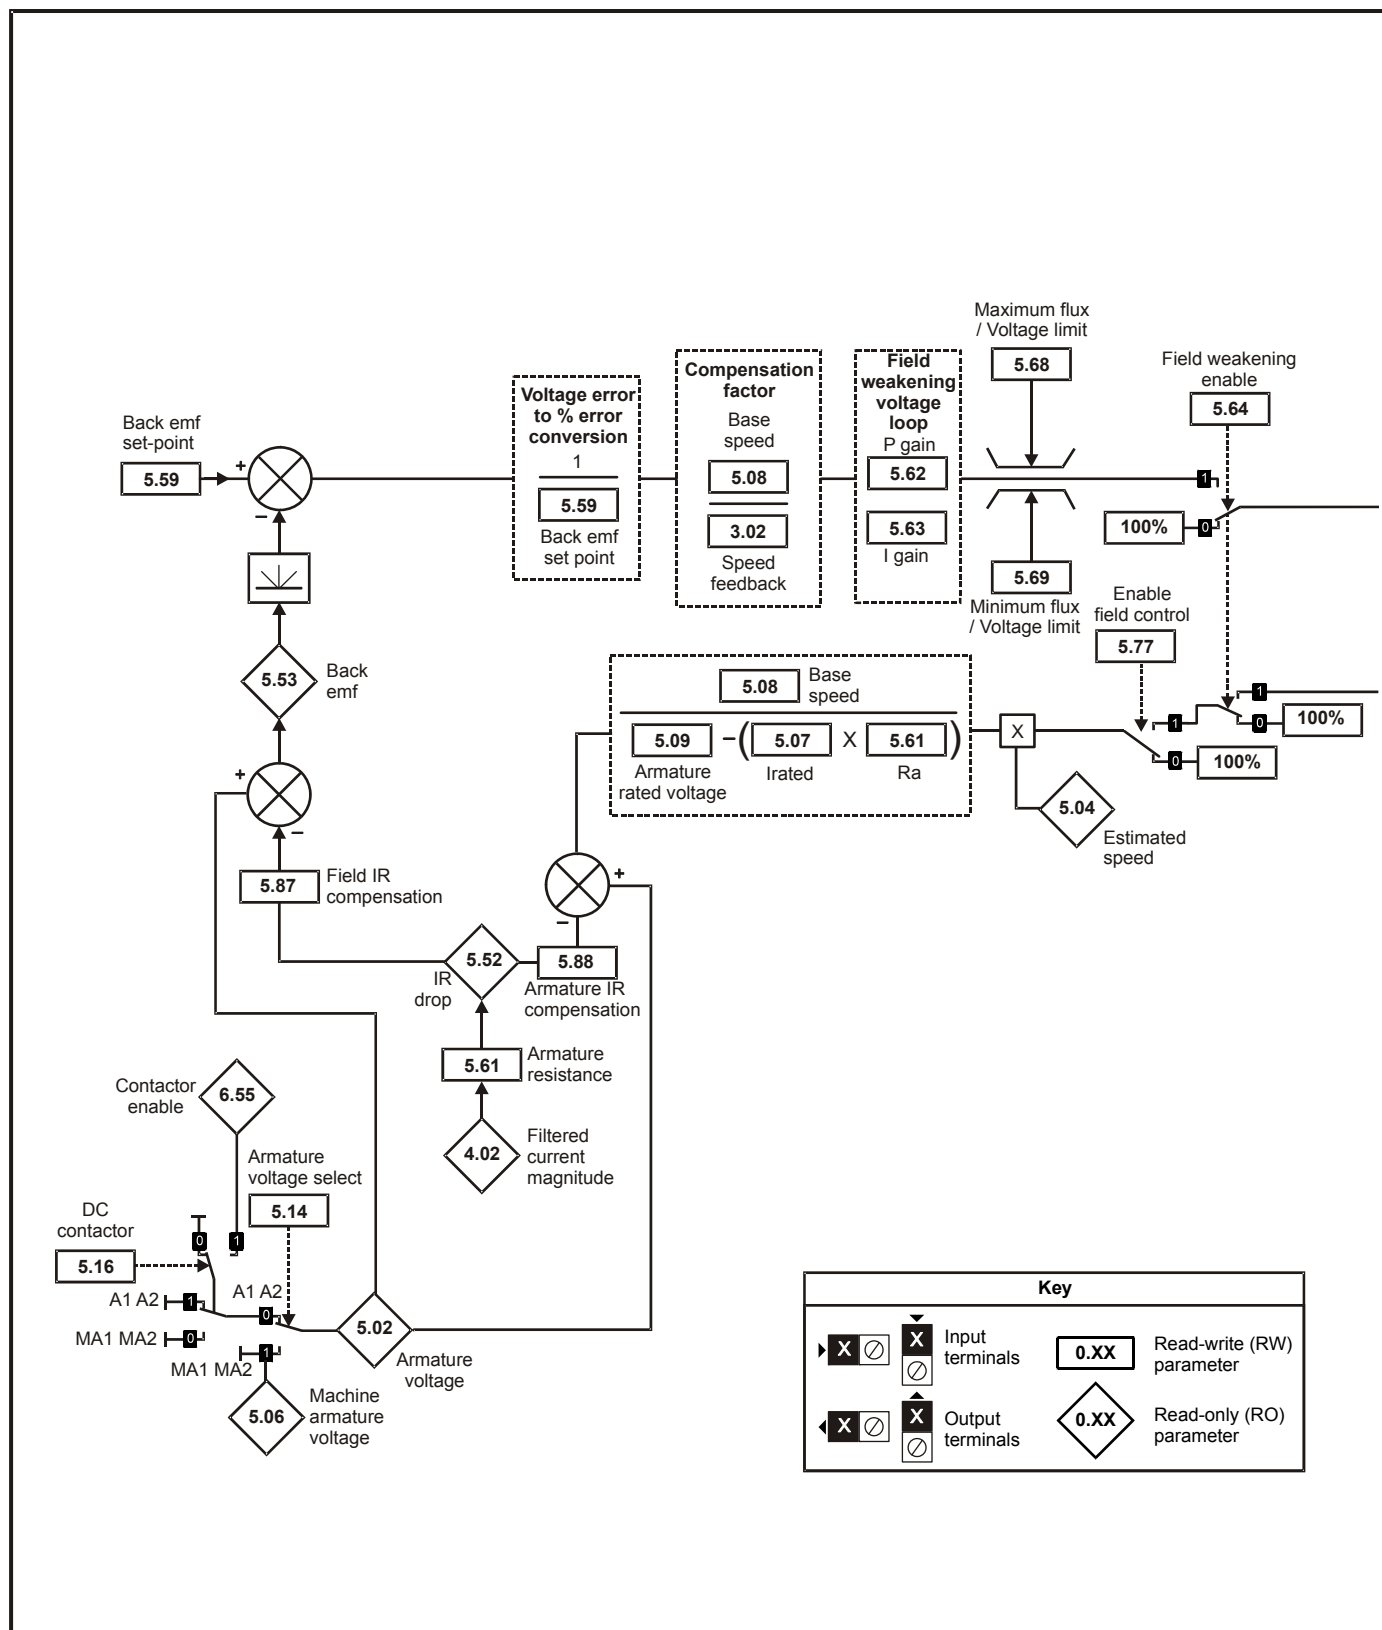 Maximum flux
/ Voltage limit
5.68
Field weakening
enable
5.64
Back emf
set-point
5.59
+
–
Voltage error
to % error
conversion
1
5.59
Back emf
set point
Compensation
factor
Base
speed
5.08
3.02
Speed
feedback
Field
weakening
voltage
loop
P gain
5.62
5.63
I gain
1
100%
0
5.69
Minimum flux
/ Voltage limit
Enable
field control
5.77
5.53
Back
emf
5.08
Base
speed
5.09
–
(
5.07
X
5.61
)
Armature
rated voltage
Irated
Ra
X
5.04
Estimated
speed
1
1
0
100%
0
100%
+
–
5.87
Field IR
compensation
+
–
5.52
IR
drop
5.88
Armature IR
compensation
5.61
Armature
resistance
4.02
Filtered
current
magnitude
Contactor
enable
6.55
Armature
voltage select
5.14
DC
contactor
5.16
0
1
A1 A2
1
A1 A2
0
MA1 MA2
0
MA1 MA2
1
5.02
Armature
voltage
5.06
Machine
armature
voltage
Key
X
X
Input
terminals
0.XX
Read-write (RW)
parameter
X
X
Output
terminals
0.XX
Read-only (RO)
parameter